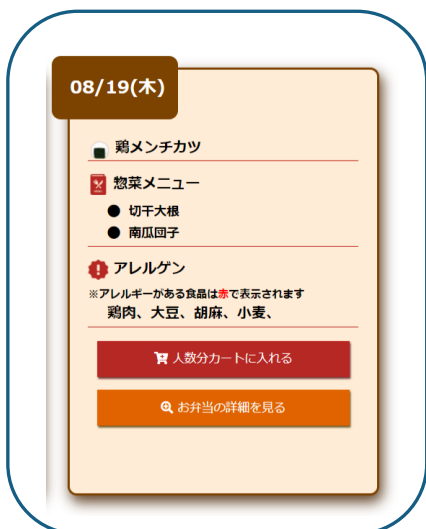 08/19(木)
鶏メンチカツ
惣菜メニュー
● 切干大根
● 南瓜団子
アレルゲン
※アレルギーがある食品は赤で表示されます
鶏肉、大豆、胡麻、小麦、
人数分カートに入れる
お弁当の詳細を見る